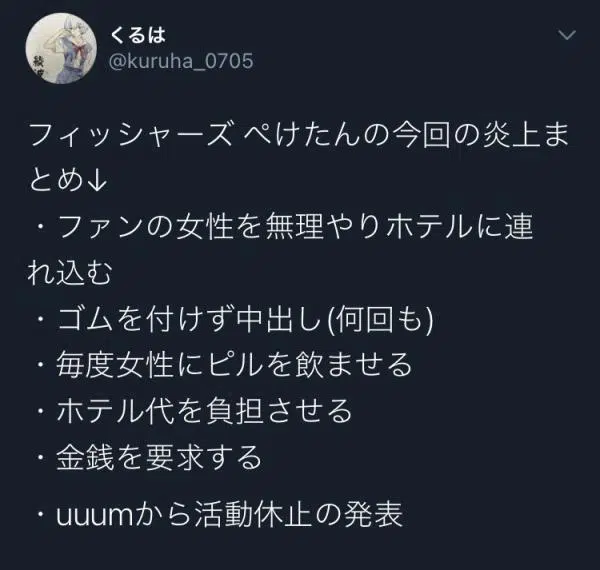 くるは
@kuruha_0705
フィッシャーズ ぺけたんの今回の炎上ま
とめ↓
・ファンの女性を無理やりホテルに連
れ込む
・ゴムを付けず中出し(何回も)
・毎度女性にピルを飲ませる
・ホテル代を負担させる
・金銭を要求する
・uuumから活動休止の発表